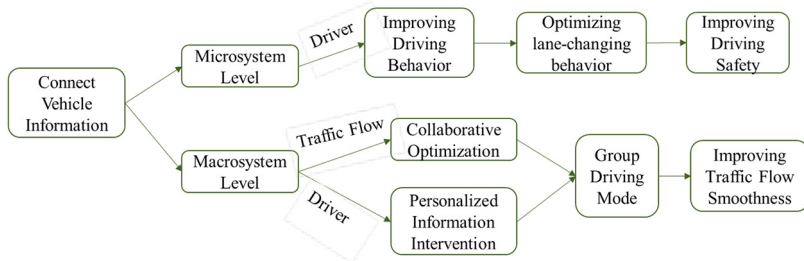 Connect
Vehicle
Information
Microsystem
Level
Driver
Improving
Driving
Behavior
Optimizing
lane-changing
behavior
Improving
Driving
Safety
Macrosystem
Level
Traffic Flow
Collaborative
Optimization
Driver
Personalized
Information
Intervention
Group
Driving
Mode
Improving
Traffic Flow
Smoothness